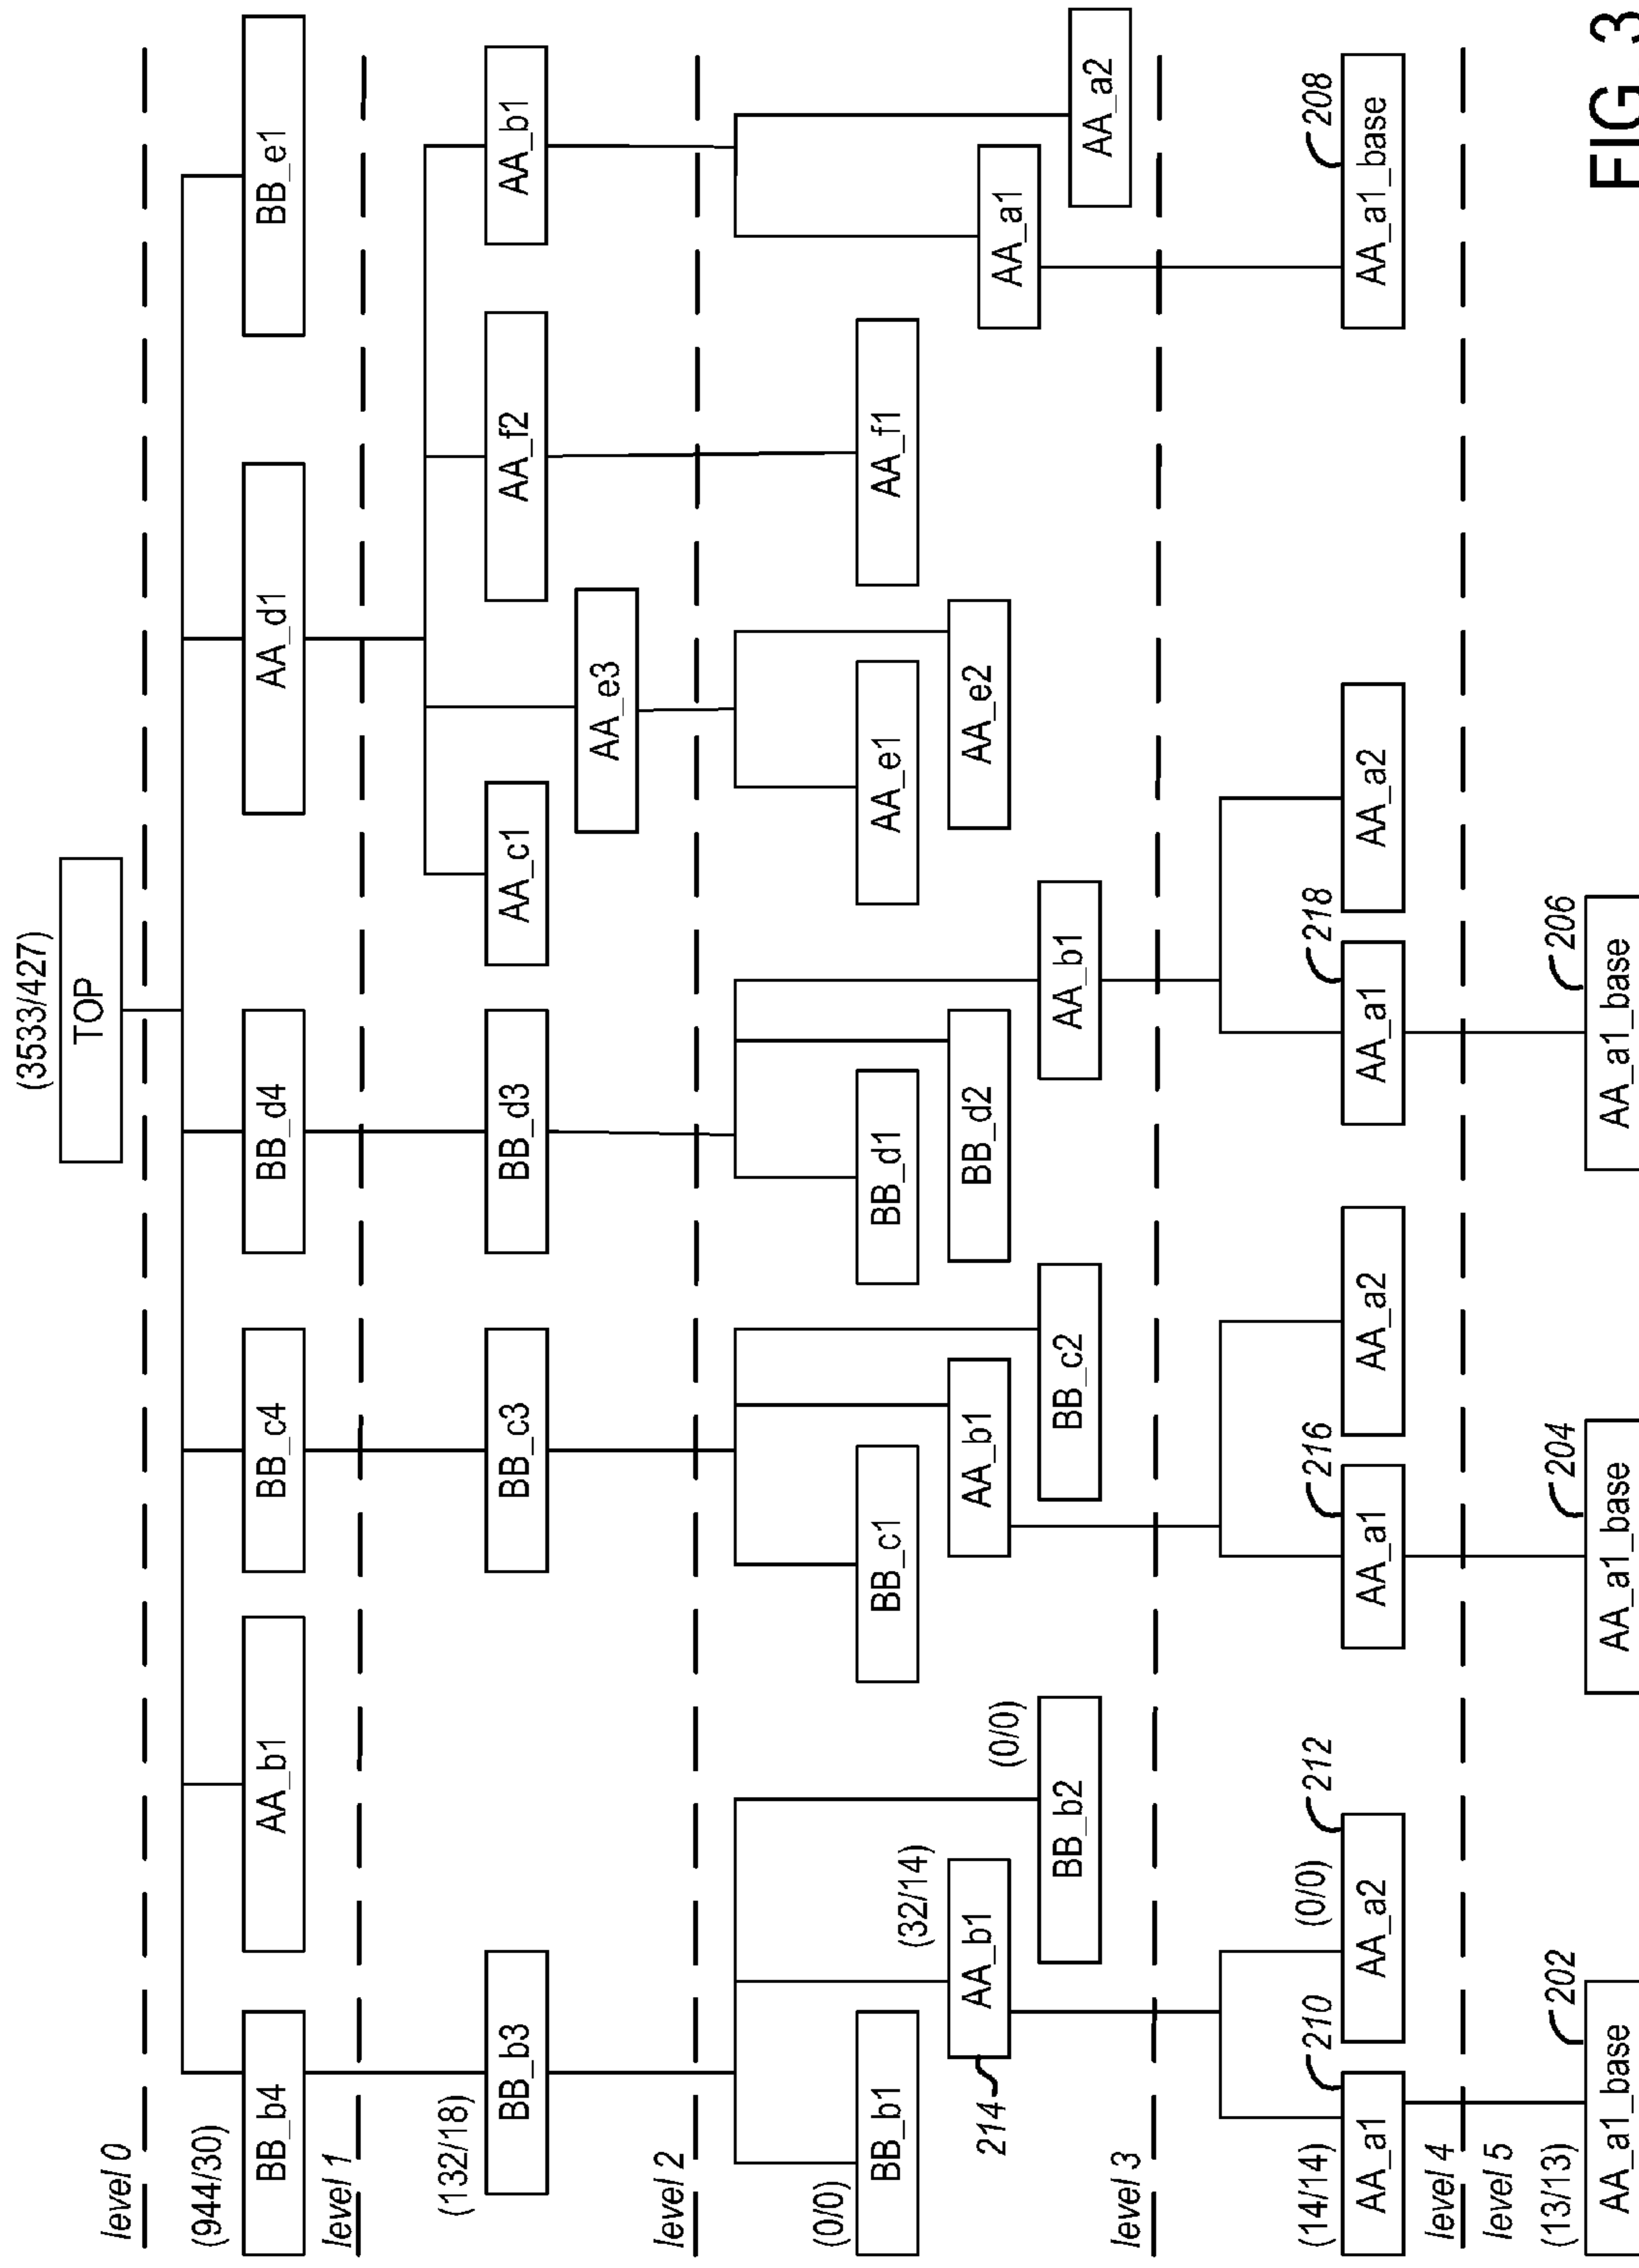 (3533/427)
TOP
level 0
(944/30)
BB_b4
AA_b1
BB_c4
BB_d4
AA_d1
BB_e1
level 1
(132/18)
BB_b3
BB_c3
BB_d3
AA_c1
AA_e3
AA_f2
AA_b1
level 2
(0/0)
BB_b1
214
AA_b1
(32/14)
BB_b2
(0/0)
BB_c1
AA_b1
BB_c2
BB_d1
BB_d2
AA_b1
AA_e1
AA_e2
AA_f1
AA_a1
AA_a2
level 3
(14/14)
210
AA_a1
(0/0)
212
AA_a2
216
AA_a1
AA_a2
218
AA_a1
AA_a2
208
AA_a1_base
level 4
level 5
(13/13)
202
AA_a1_base
204
AA_a1_base
206
AA_a1_base
FIG 3